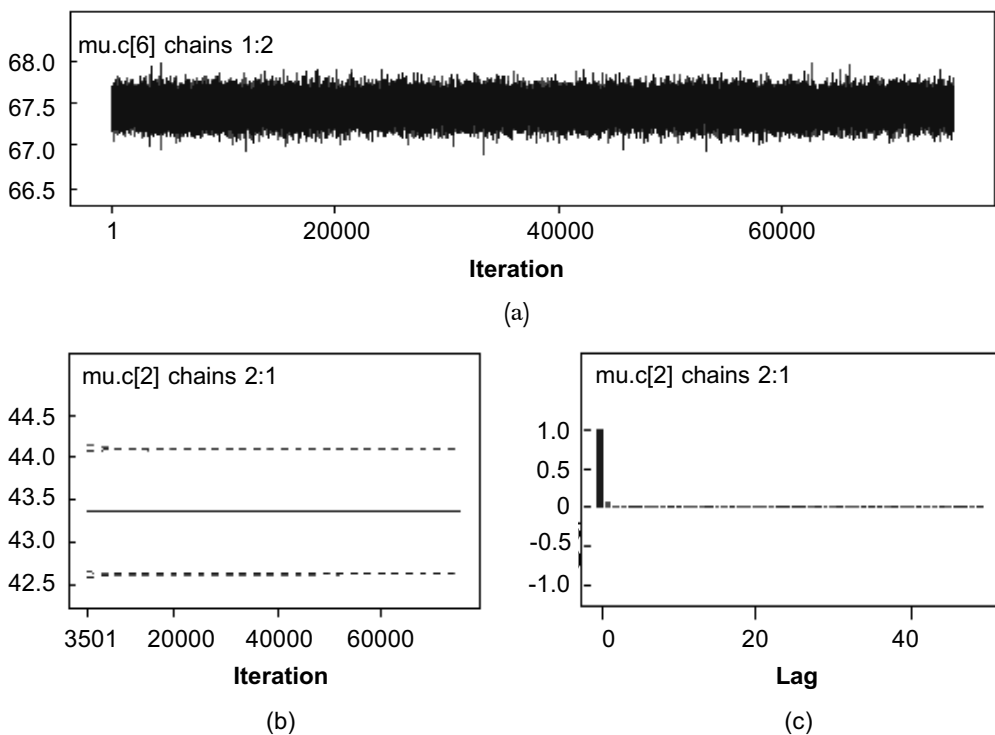 mu.c[6] chains 1:2
68.0
67.5
67.0
66.5
1 20000 40000 60000
Iteration
(a)
mu.c[2] chains 2:1
44.5
44.0
43.5
43.0
42.5
3501 20000 40000 60000
Iteration
(b)
mu.c[2] chains 2:1
1.0
0.5
0
-0.5
-1.0
0 20 40
Lag
(c)